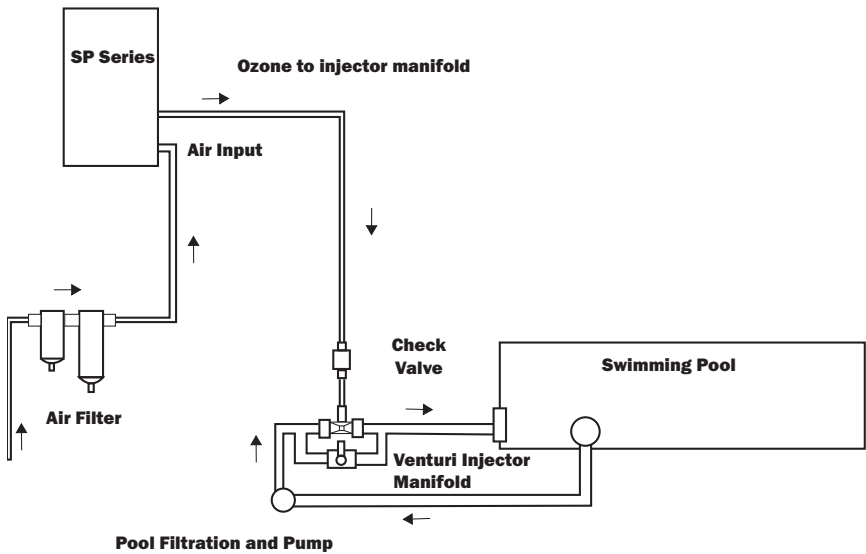 SP Series
Ozone to injector manifold
Air Input
Check
Valve
Swimming Pool
Air Filter
Venturi Injector
Manifold
Pool Filtration and Pump